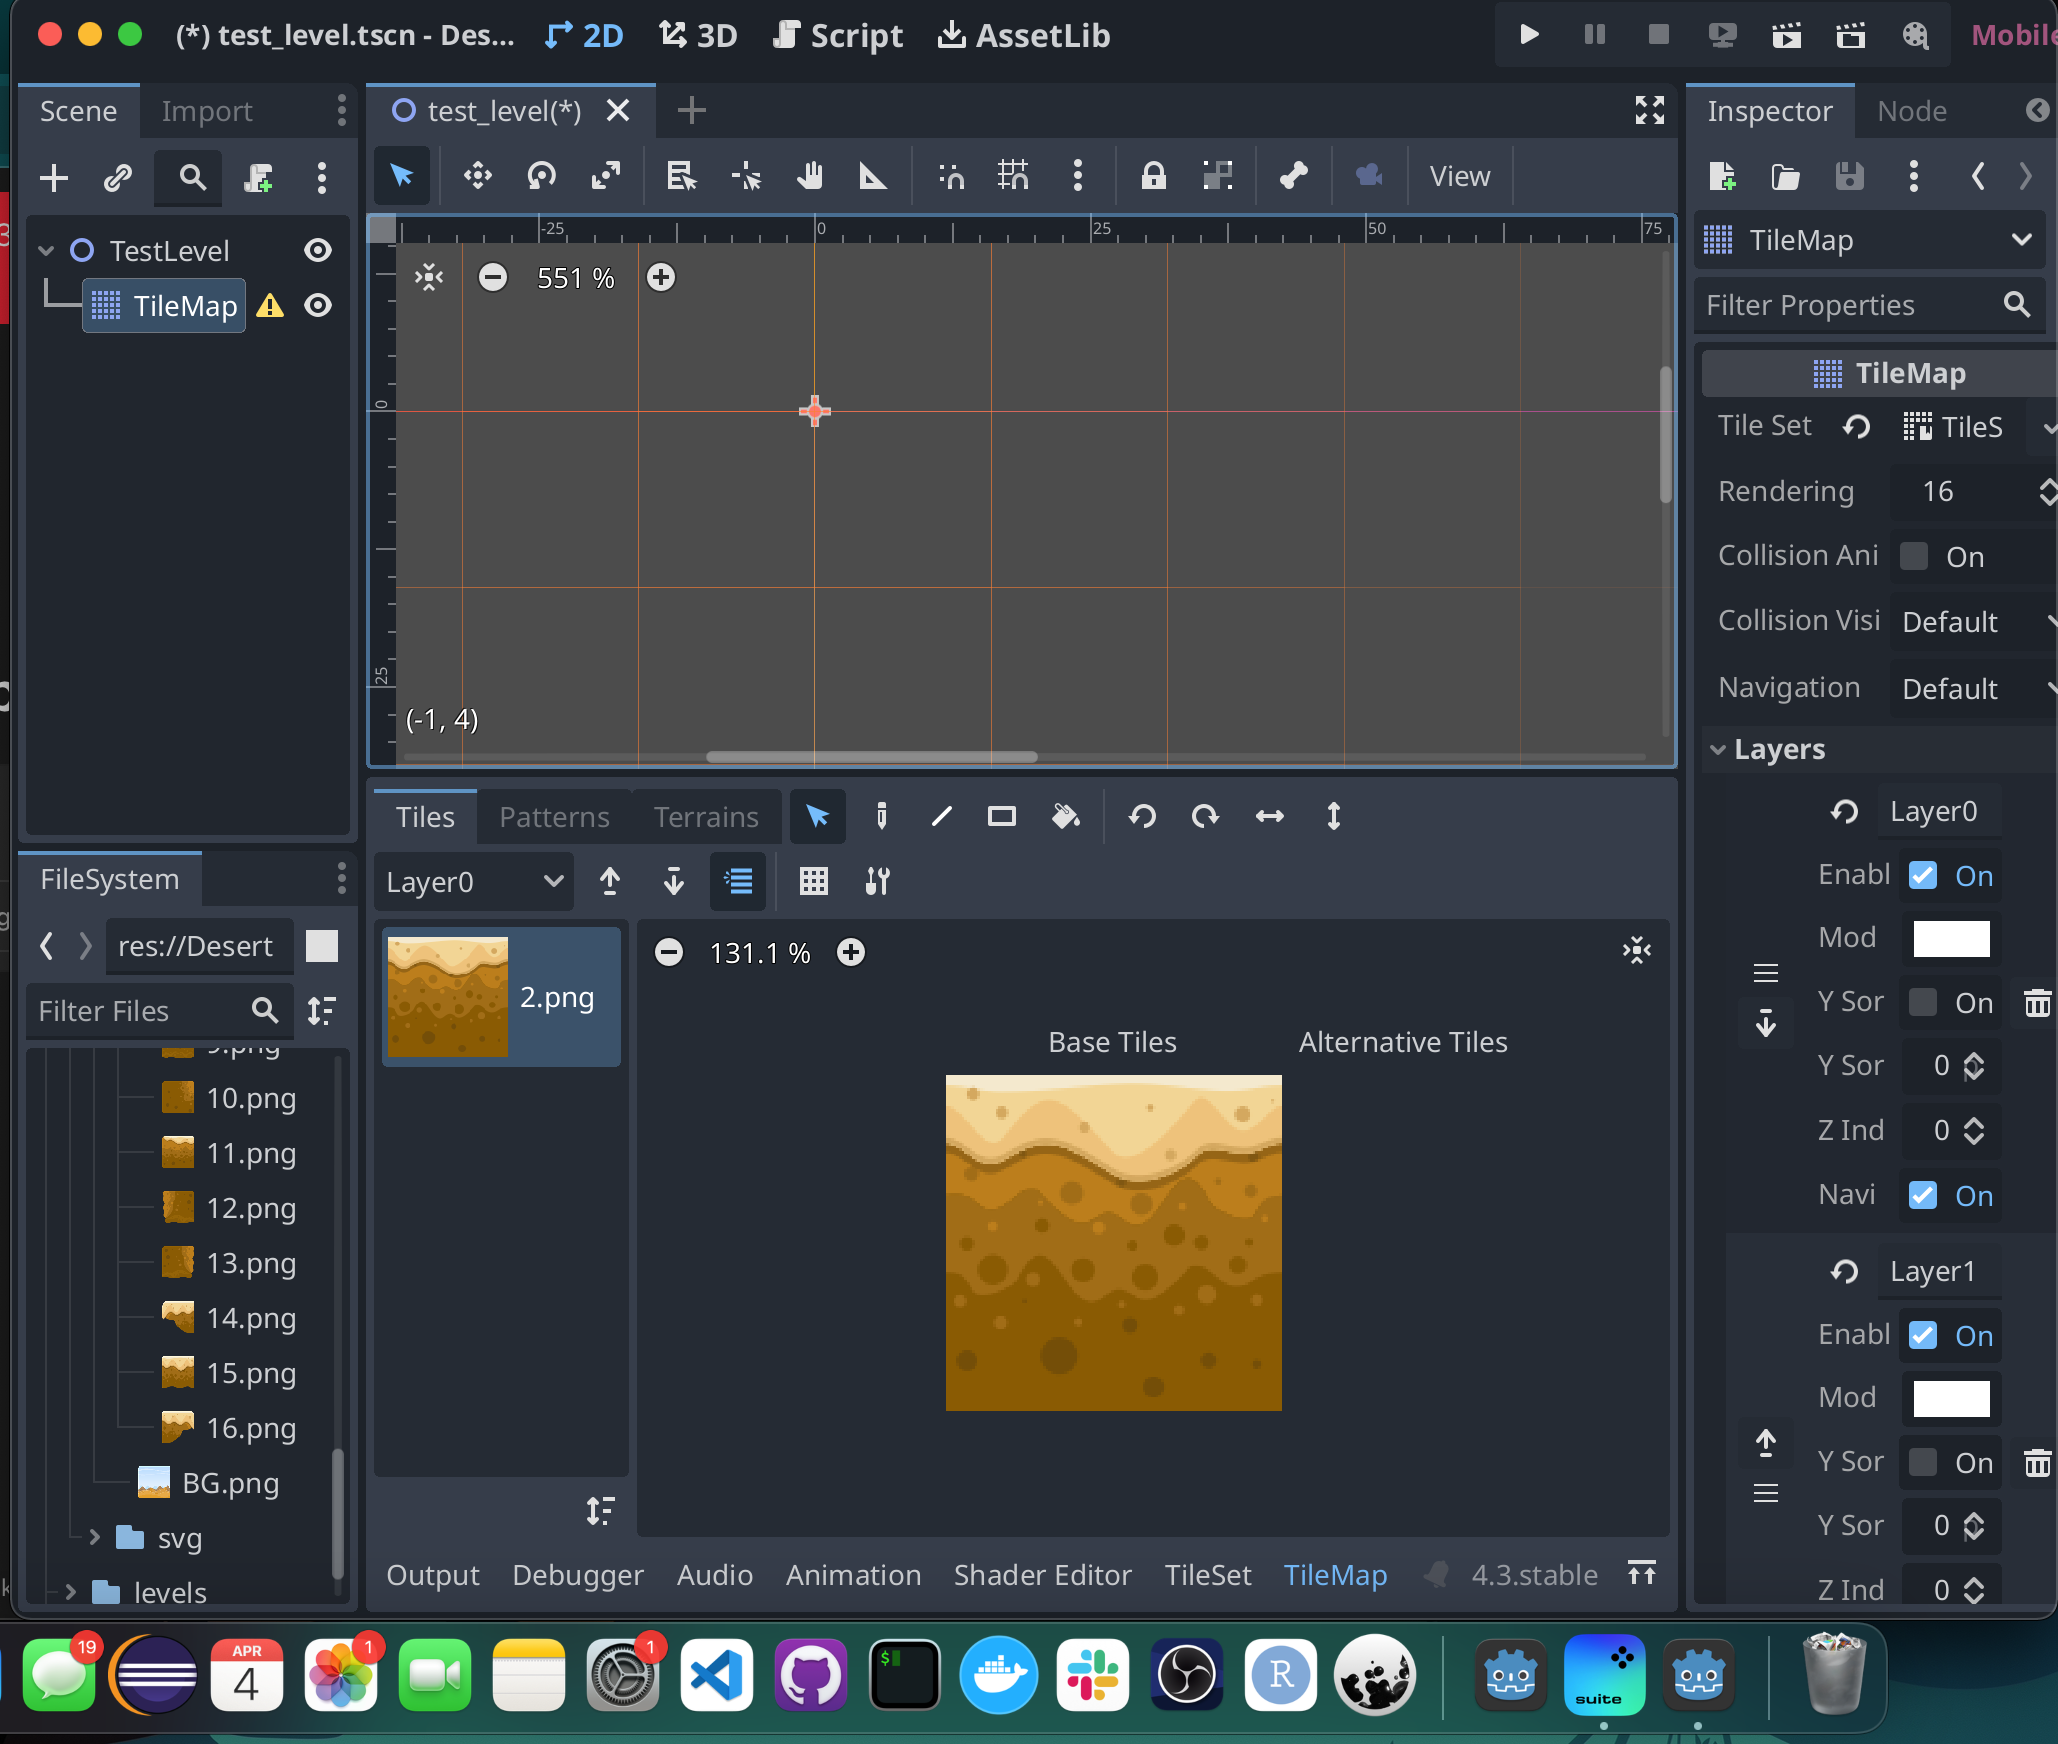 (*) test_level.tscn - Des...
2D
3D
Script
AssetLib
Mobile
Scene
Import
test_level(*)
Inspector
Node
View
TestLevel
TileMap
-25
0
25
50
75
551 %
0
25
(-1, 4)
TileMap
Filter Properties
TileMap
Tile Set
TileS
Rendering
16
Collision Ani
On
Collision Visi
Default
Navigation
Default
Layers
Layer0
Enabl
On
Mod
Y Sor
On
Y Sor
0
Z Ind
0
Navi
On
Layer1
Enabl
On
Mod
Y Sor
On
Y Sor
0
Z Ind
0
Tiles
Patterns
Terrains
Layer0
2.png
131.1 %
Base Tiles
Alternative Tiles
FileSystem
res://Desert
Filter Files
9.png
10.png
11.png
12.png
13.png
14.png
15.png
16.png
BG.png
svg
levels
Output
Debugger
Audio
Animation
Shader Editor
TileSet
TileMap
4.3.stable
19
APR
4
1
1
$
R
suite